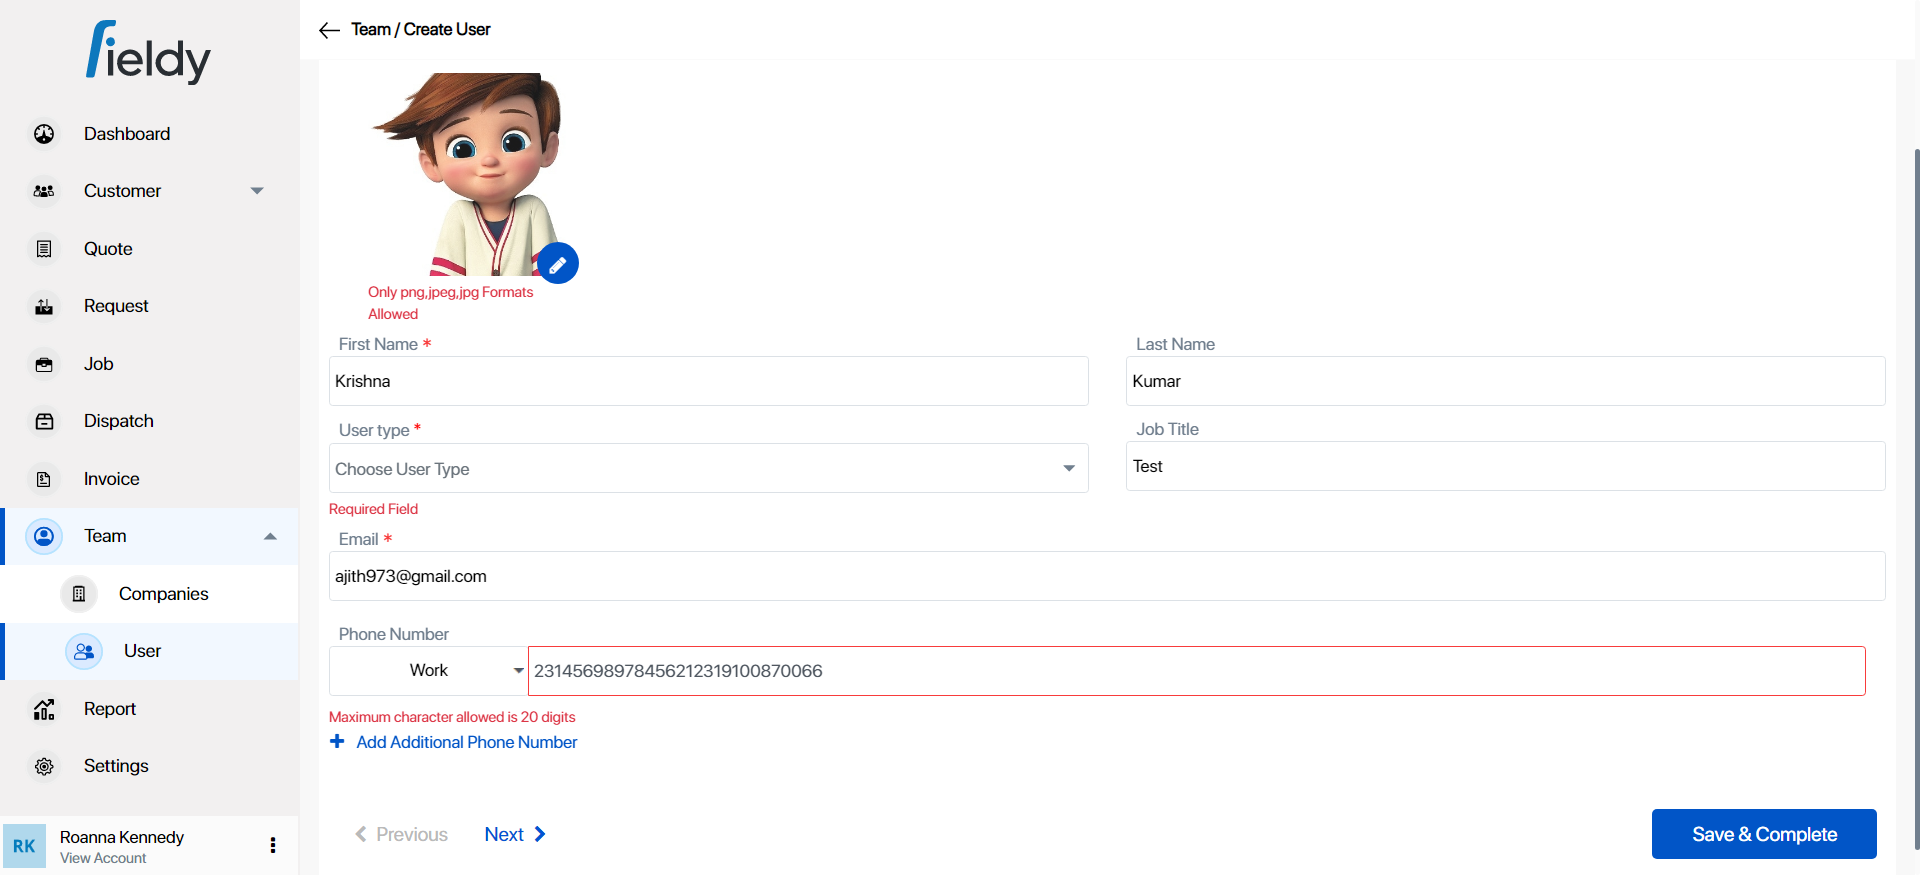 fieldy
Team / Create User
Dashboard
Customer
Quote
Request
Job
Dispatch
Invoice
Team
Companies
User
Report
Settings
RK
Roanna Kennedy
View Account
Only png,jpeg,jpg Formats
Allowed
First Name *
Last Name
Krishna
Kumar
User type *
Job Title
Choose User Type
Test
Required Field
Email *
ajith973@gmail.com
Phone Number
Work
23145698978456212319100870066
Maximum character allowed is 20 digits
+ Add Additional Phone Number
Previous
Next
Save & Complete